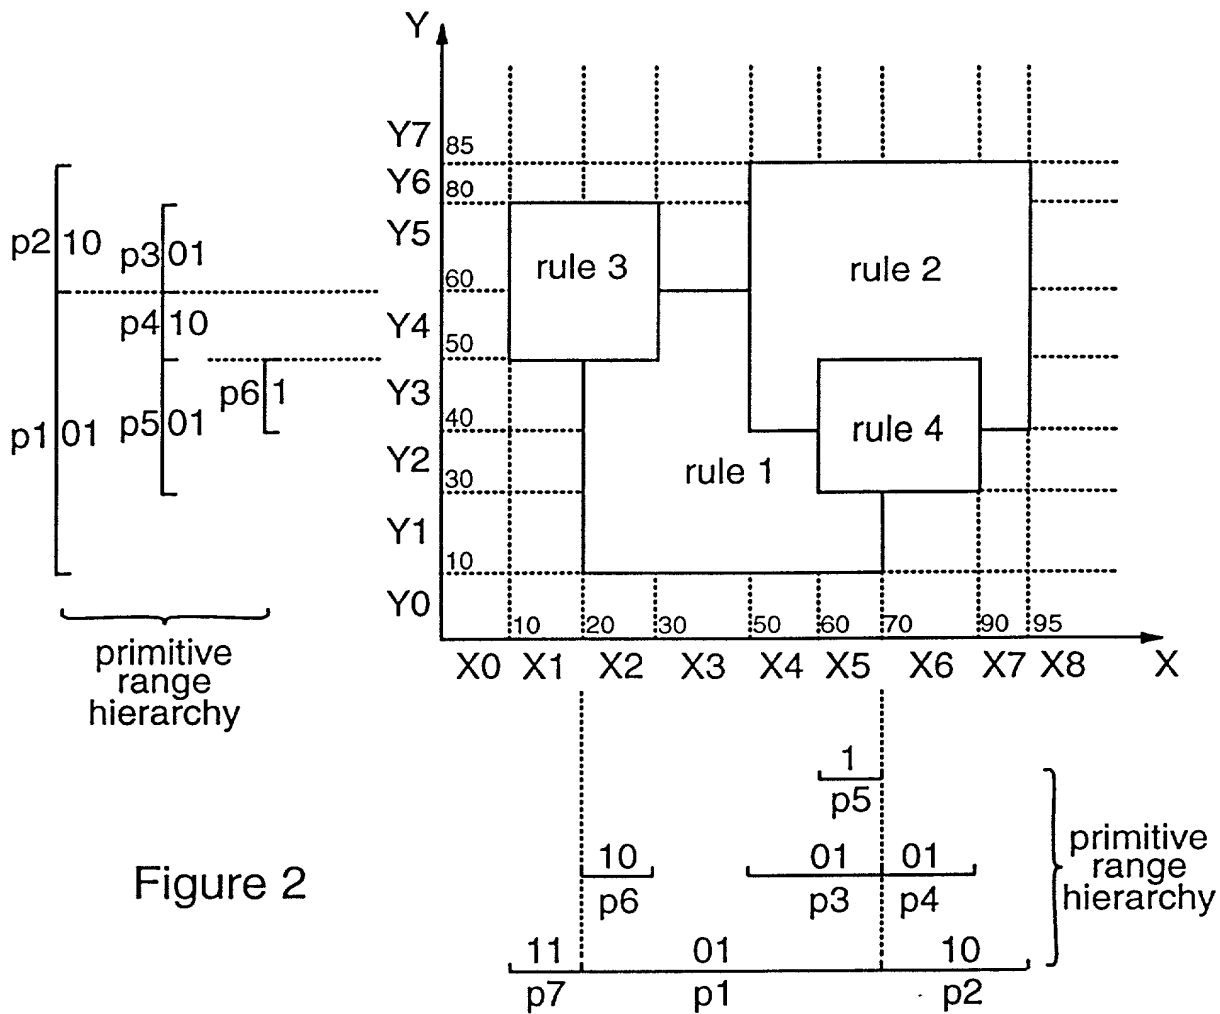 Y
Y7
85
Y6
80
p2 10
p3 01
Y5
rule 3
rule 2
60
p4 10
Y4
50
p6 1
Y3
p1 01
p5 01
40
rule 4
Y2
rule 1
30
Y1
10
Y0
10 20 30 50 60 70 90 95
X0 X1 X2 X3 X4 X5 X6 X7 X8 X
primitive
range
hierarchy
1
p5
10 01 01
p6 p3 p4
primitive
range
hierarchy
Figure 2
11 01 10
p7 p1 p2